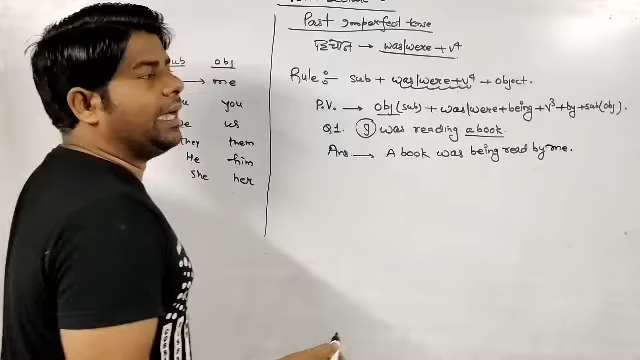 Past imperfect tense
sub obj
→ me
you
us
they them
He him
She her
हिचान → was/were + V⁴
Rule :- sub + was/were + V⁴ + object.
P.V. → obj(sub) + was/were + being + V³ + by + sub(obj).
Q1. I was reading a book.
Ans → A book was being read by me.